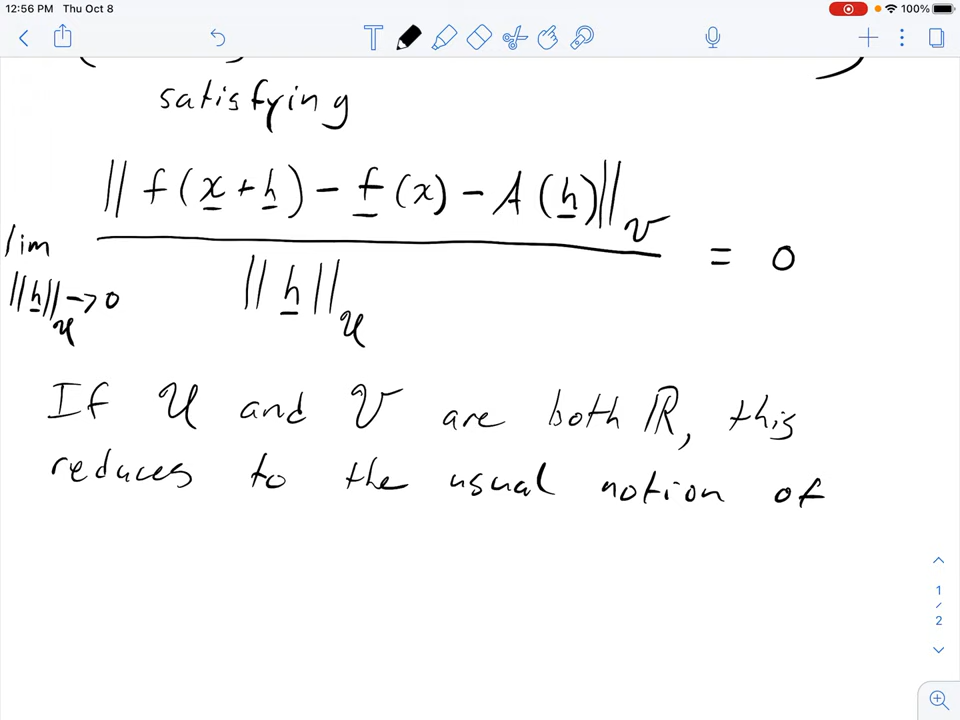 12:56 PM Thu Oct 8
100%
T
satisfying
lim ||h||_U -> 0 || f(x+h) - f(x) - A(h)||_V / ||h||_U = 0
If U and V are both ℝ, this
reduces to the usual notion of
1
/
2